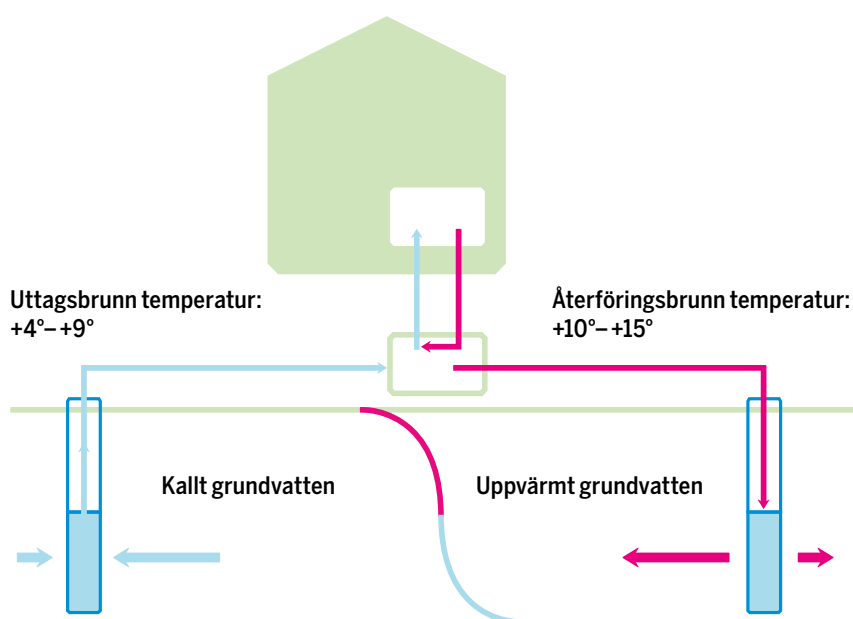 Uttagsbrunn temperatur:
+4°–+9°
Återföringsbrunn temperatur:
+10°–+15°
Kallt grundvatten
Uppvärmt grundvatten